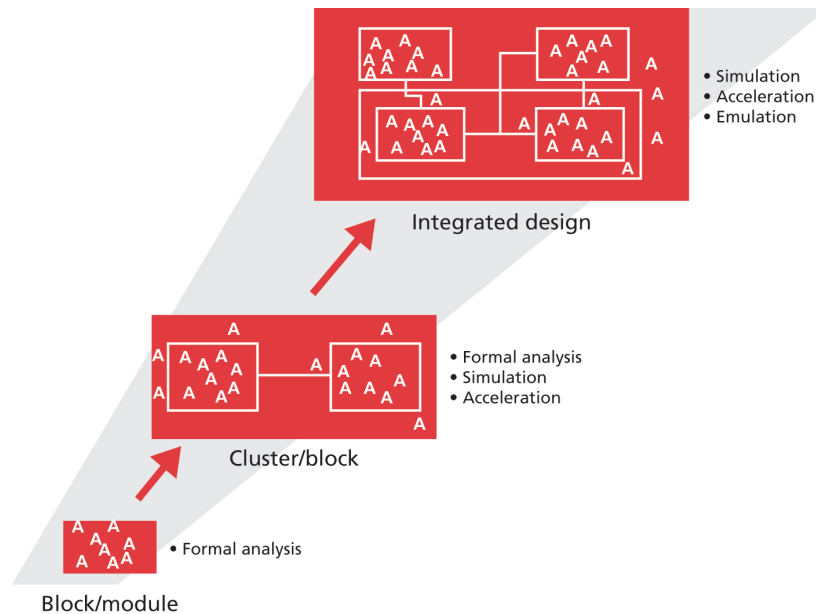 A A A A A A A A A A
A A A A A A A
A
A
A
A
A
A A A A A A A A A A
A
A A A A A A A
A
A
A
• Simulation
• Acceleration
• Emulation
Integrated design
A
A
A
A
A A A A A A A A A
A
A A A A A A A
A
• Formal analysis
• Simulation
• Acceleration
Cluster/block
A A A A A A A A A
• Formal analysis
Block/module